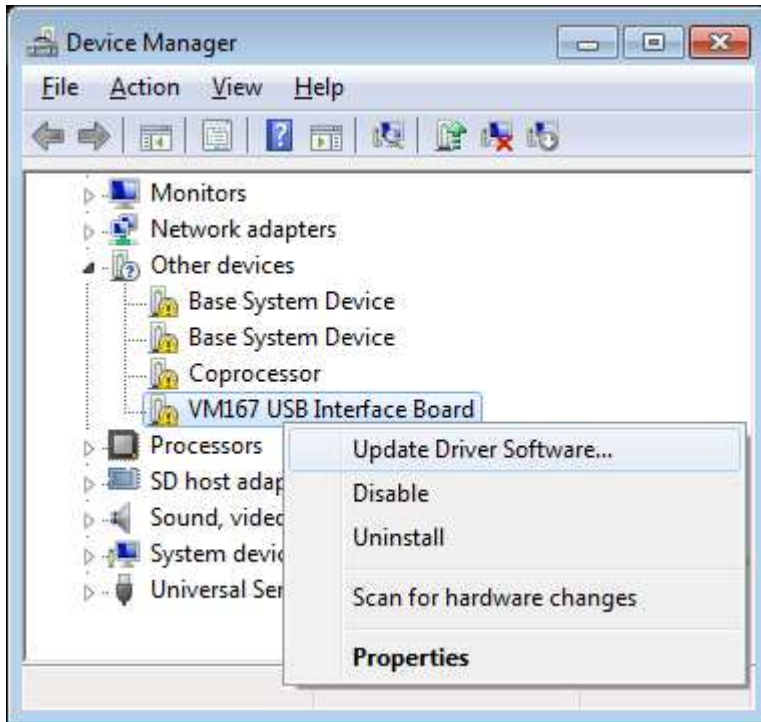 Device Manager
File Action View Help
Monitors
Network adapters
Other devices
Base System Device
Base System Device
Coprocessor
VM167 USB Interface Board
Processors
SD host adap
Sound, videc
System devic
Universal Ser
Update Driver Software...
Disable
Uninstall
Scan for hardware changes
Properties